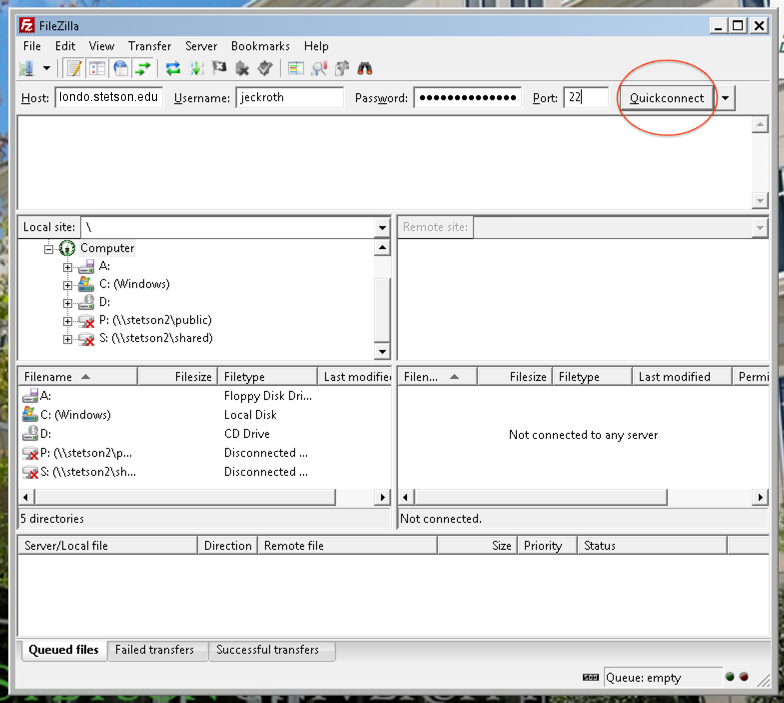 FileZilla
File Edit View Transfer Server Bookmarks Help
Host: londo.stetson.edu Username: jeckroth Password: ●●●●●●●●●●●●●● Port: 22 Quickconnect
Local site: \ Remote site:
Computer
A:
C: (Windows)
D:
P: (\\stetson2\public)
S: (\\stetson2\shared)
Filename Filesize Filetype Last modified Filen... Filesize Filetype Last modified Permi
A: Floppy Disk Dri...
C: (Windows) Local Disk
D: CD Drive Not connected to any server
P: (\\stetson2\p... Disconnected ...
S: (\\stetson2\sh... Disconnected ...
5 directories Not connected.
Server/Local file Direction Remote file Size Priority Status
Queued files Failed transfers Successful transfers
Queue: empty